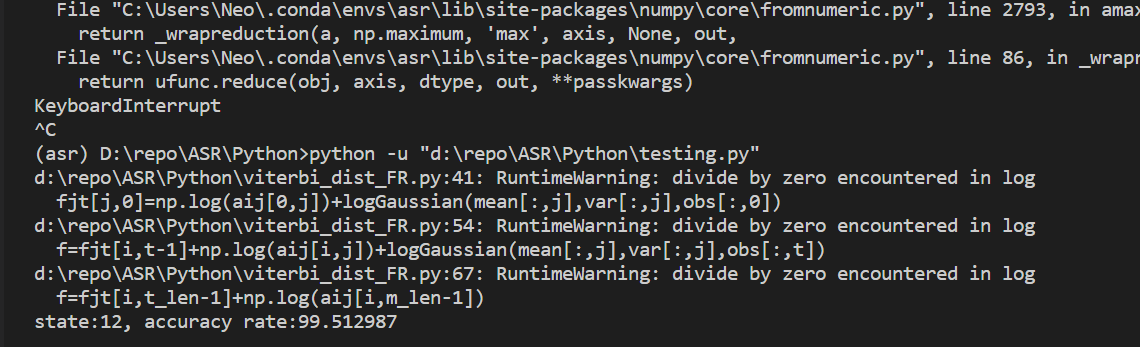 File "C:\Users\Neo\.conda\envs\asr\lib\site-packages\numpy\core\fromnumeric.py", line 2793, in amax
return _wrapreduction(a, np.maximum, 'max', axis, None, out,
File "C:\Users\Neo\.conda\envs\asr\lib\site-packages\numpy\core\fromnumeric.py", line 86, in _wrapr
return ufunc.reduce(obj, axis, dtype, out, **passkwargs)
KeyboardInterrupt
^C
(asr) D:\repo\ASR\Python>python -u "d:\repo\ASR\Python\testing.py"
d:\repo\ASR\Python\viterbi_dist_FR.py:41: RuntimeWarning: divide by zero encountered in log
fjt[j,0]=np.log(aij[0,j])+logGaussian(mean[:,j],var[:,j],obs[:,0])
d:\repo\ASR\Python\viterbi_dist_FR.py:54: RuntimeWarning: divide by zero encountered in log
f=fjt[i,t-1]+np.log(aij[i,j])+logGaussian(mean[:,j],var[:,j],obs[:,t])
d:\repo\ASR\Python\viterbi_dist_FR.py:67: RuntimeWarning: divide by zero encountered in log
f=fjt[i,t_len-1]+np.log(aij[i,m_len-1])
state:12, accuracy rate:99.512987